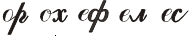 ор ох еф ел ес